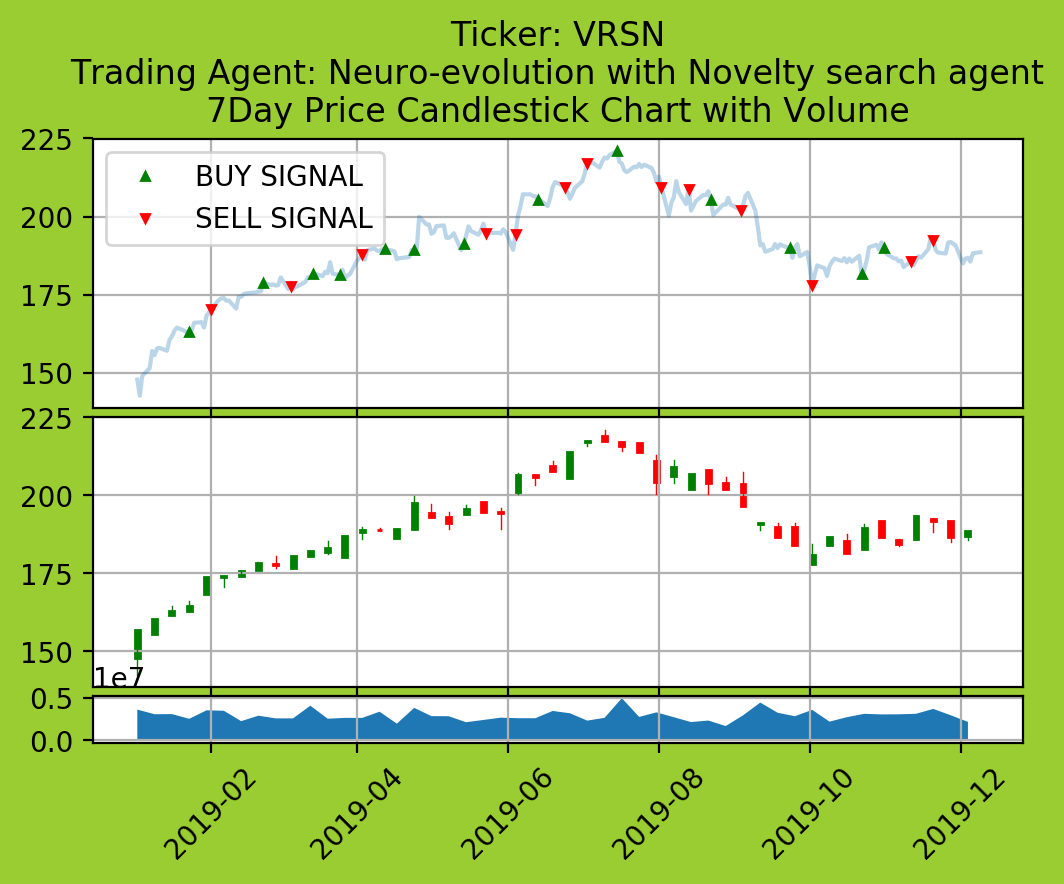 Ticker: VRSN
Trading Agent: Neuro-evolution with Novelty search agent
7Day Price Candlestick Chart with Volume
225
BUY SIGNAL
SELL SIGNAL
200
175
150
225
200
175
150
1e7
0.5
0.0
2019-02
2019-04
2019-06
2019-08
2019-10
2019-12